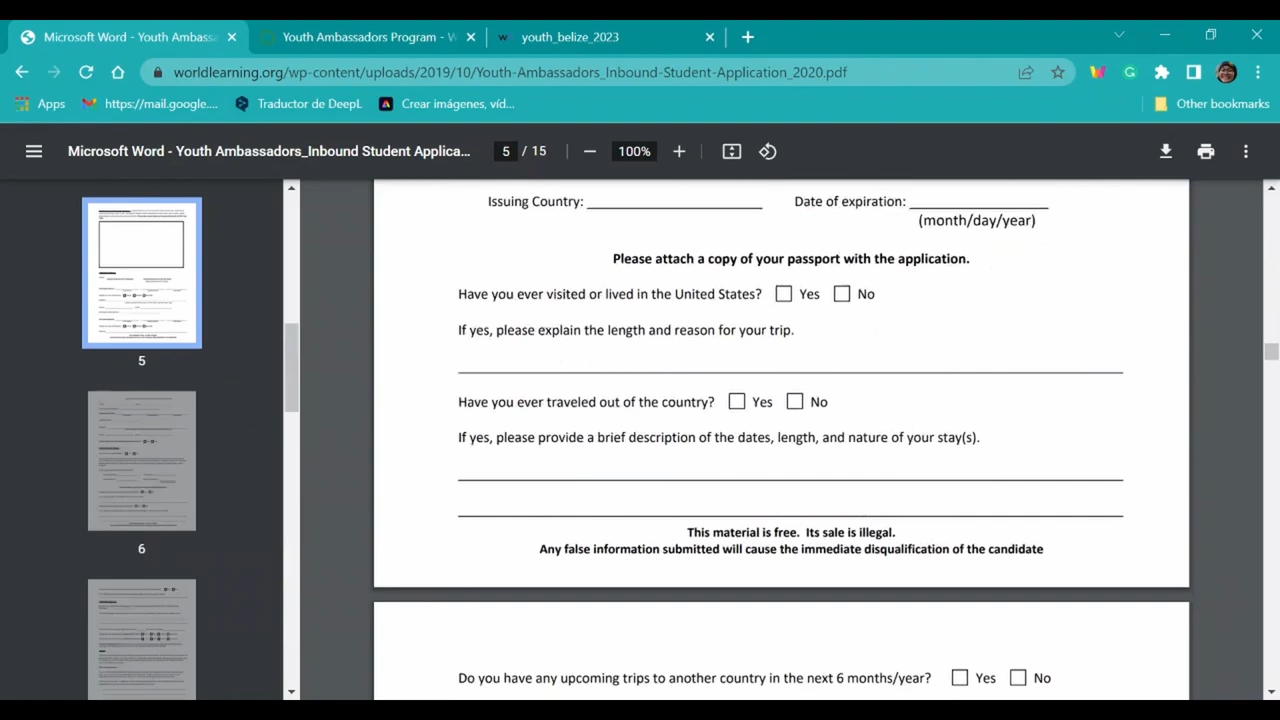 Microsoft Word - Youth Ambassa
Youth Ambassadors Program - W
youth_belize_2023
worldlearning.org/wp-content/uploads/2019/10/Youth-Ambassadors_Inbound-Student-Application_2020.pdf
Apps
https://mail.google....
Traductor de DeepL
Crear imágenes, víd...
Other bookmarks
Microsoft Word - Youth Ambassadors_Inbound Student Applica...
5 / 15
100%
Issuing Country: ____________________ Date of expiration: ________________
(month/day/year)
Please attach a copy of your passport with the application.
Have you ever visited or lived in the United States? Yes No
If yes, please explain the length and reason for your trip.
Have you ever traveled out of the country? Yes No
If yes, please provide a brief description of the dates, length, and nature of your stay(s).
This material is free. Its sale is illegal.
Any false information submitted will cause the immediate disqualification of the candidate
Do you have any upcoming trips to another country in the next 6 months/year? Yes No
5
6